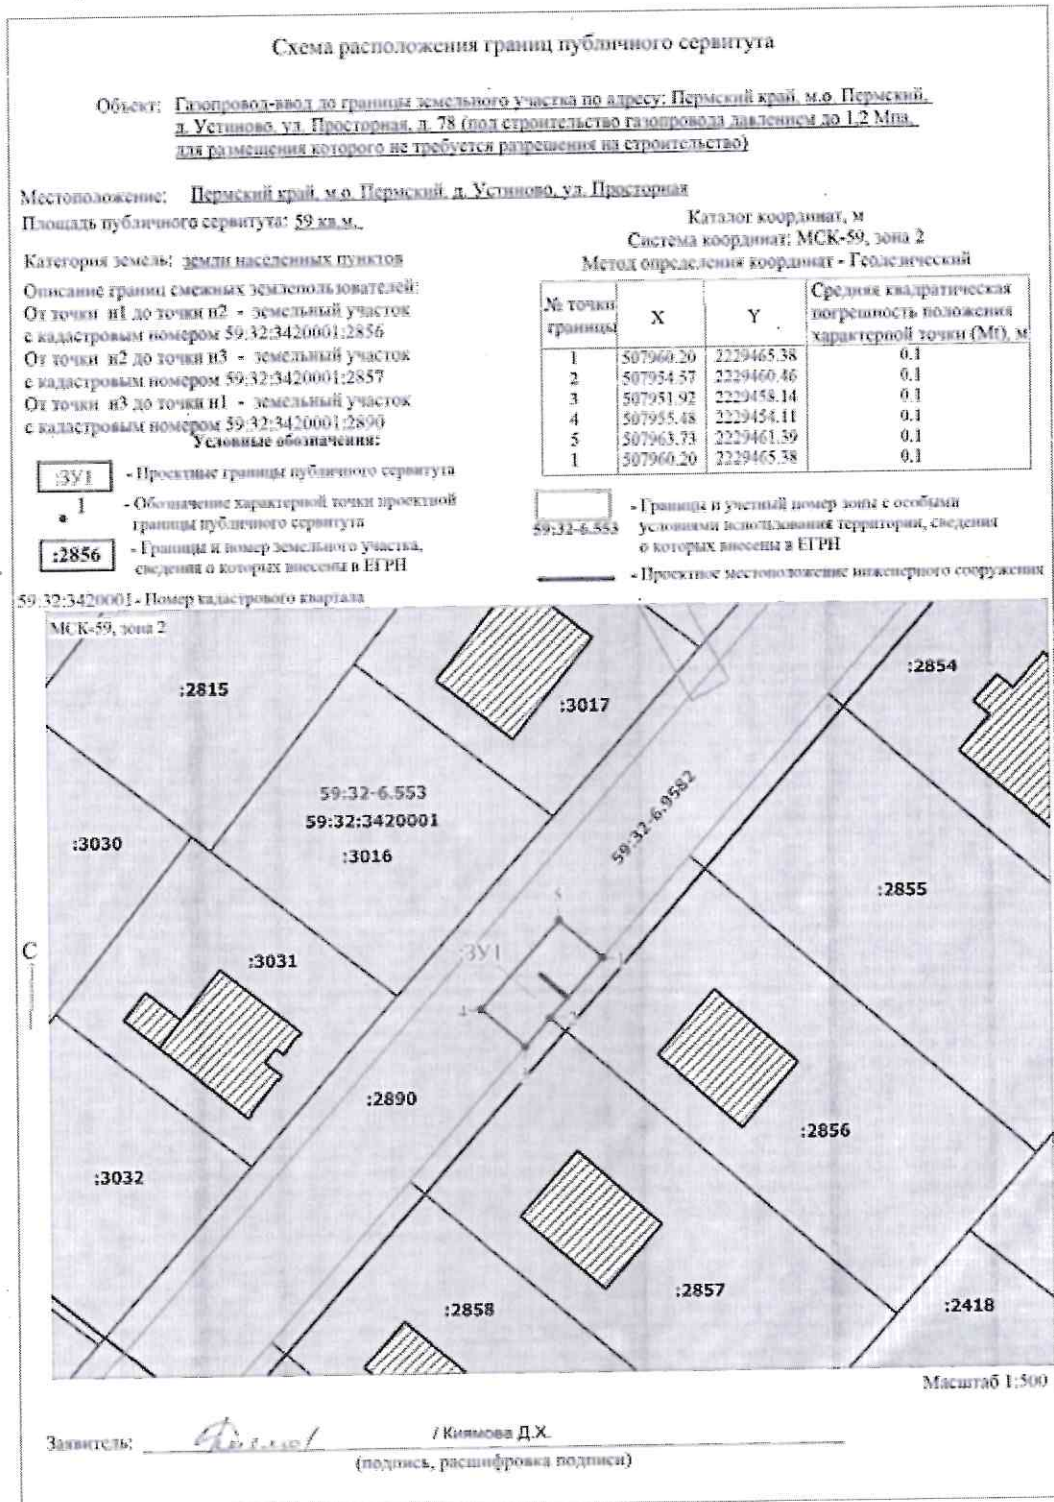 Схема расположения границ публичного сервитута
Объект: Газопровод-ввод до границы земельного участка по адресу: Пермский край, м.о. Пермский,
д. Устиново, ул. Просторная, д. 78 (под строительство газопровода давлением до 1,2 Мпа,
для размещения которого не требуется разрешения на строительство)
Местоположение: Пермский край, м.о. Пермский, д. Устиново, ул. Просторная
Площадь публичного сервитута: 59 кв.м.
Категория земель: земли населенных пунктов
Описание границ смежных землепользователей:
От точки н1 до точки н2 - земельный участок
с кадастровым номером 59:32:3420001:2856
От точки н2 до точки н3 - земельный участок
с кадастровым номером 59:32:3420001:2857
От точки н3 до точки н1 - земельный участок
с кадастровым номером 59:32:3420001:2890
Каталог координат, м
Система координат: МСК-59, зона 2
Метод определения координат - Геодезический
№ точки границы X Y Средняя квадратическая погрешность положения характерной точки (Mt), м
1 507960.20 2229465.38 0.1
2 507954.57 2229460.46 0.1
3 507951.92 2229458.14 0.1
4 507955.48 2229454.11 0.1
5 507963.73 2229461.39 0.1
1 507960.20 2229465.38 0.1
Условные обозначения:
:ЗУ1 - Проектные границы публичного сервитута
1 - Обозначение характерной точки проектной
границы публичного сервитута
:2856 - Границы и номер земельного участка,
сведения о которых внесены в ЕГРН
59:32:3420001 - Номер кадастрового квартала
59:32-6.553 - Границы и учетный номер зоны с особыми
условиями использования территории, сведения
о которых внесены в ЕГРН
- Проектное местоположение инженерного сооружения
МСК-59, зона 2
:2815
:3017
:2854
59:32-6.553
59:32:3420001
:3016
59:32-6.9582
:3030
:2855
5
:ЗУ1
1
С
:3031
4
2
3
:2890
:2856
:3032
:2857
:2858
:2418
Масштаб 1:500
Заявитель: / Киямова Д.Х.
(подпись, расшифровка подписи)